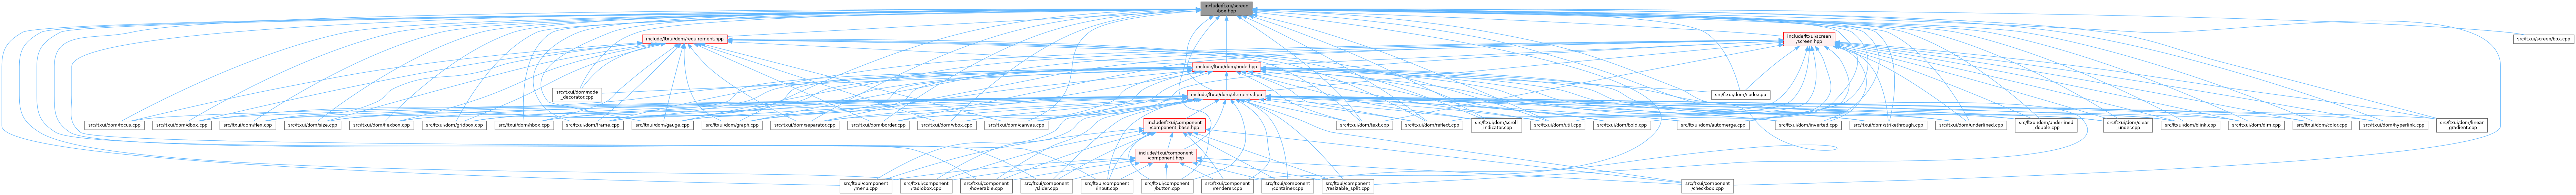 include/ftxui/screen
/box.hpp
include/ftxui/dom/requirement.hpp
include/ftxui/screen
/screen.hpp
src/ftxui/screen/box.cpp
include/ftxui/dom/node.hpp
src/ftxui/dom/node
_decorator.cpp
include/ftxui/dom/elements.hpp
src/ftxui/dom/node.cpp
src/ftxui/dom/focus.cpp
src/ftxui/dom/dbox.cpp
src/ftxui/dom/flex.cpp
src/ftxui/dom/size.cpp
src/ftxui/dom/flexbox.cpp
src/ftxui/dom/gridbox.cpp
src/ftxui/dom/hbox.cpp
src/ftxui/dom/frame.cpp
src/ftxui/dom/gauge.cpp
src/ftxui/dom/graph.cpp
src/ftxui/dom/separator.cpp
src/ftxui/dom/border.cpp
src/ftxui/dom/vbox.cpp
src/ftxui/dom/canvas.cpp
include/ftxui/component
/component_base.hpp
src/ftxui/dom/text.cpp
src/ftxui/dom/reflect.cpp
src/ftxui/dom/scroll
_indicator.cpp
src/ftxui/dom/util.cpp
src/ftxui/dom/bold.cpp
src/ftxui/dom/automerge.cpp
src/ftxui/dom/inverted.cpp
src/ftxui/dom/strikethrough.cpp
src/ftxui/dom/underlined.cpp
src/ftxui/dom/underlined
_double.cpp
src/ftxui/dom/clear
_under.cpp
src/ftxui/dom/blink.cpp
src/ftxui/dom/dim.cpp
src/ftxui/dom/color.cpp
src/ftxui/dom/hyperlink.cpp
src/ftxui/dom/linear
_gradient.cpp
include/ftxui/component
/component.hpp
src/ftxui/component
/menu.cpp
src/ftxui/component
/radiobox.cpp
src/ftxui/component
/hoverable.cpp
src/ftxui/component
/slider.cpp
src/ftxui/component
/input.cpp
src/ftxui/component
/button.cpp
src/ftxui/component
/renderer.cpp
src/ftxui/component
/container.cpp
src/ftxui/component
/resizable_split.cpp
src/ftxui/component
/checkbox.cpp